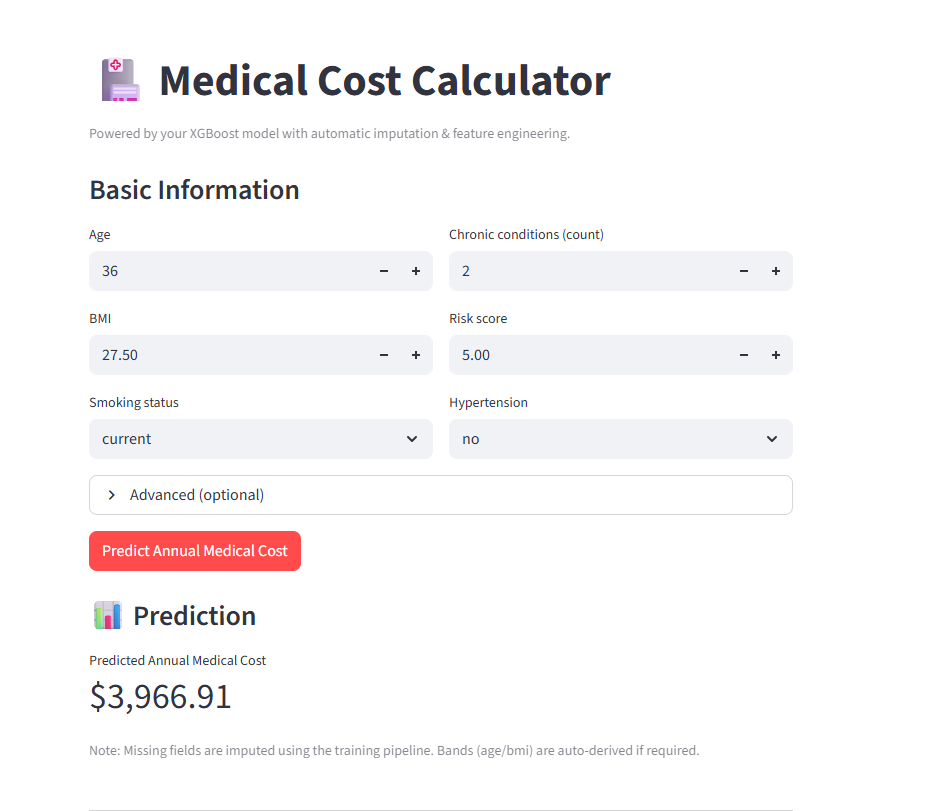 Medical Cost Calculator
Powered by your XGBoost model with automatic imputation & feature engineering.
Basic Information
Age
Chronic conditions (count)
36
2
BMI
Risk score
27.50
5.00
Smoking status
Hypertension
current
no
Advanced (optional)
Predict Annual Medical Cost
Prediction
Predicted Annual Medical Cost
$3,966.91
Note: Missing fields are imputed using the training pipeline. Bands (age/bmi) are auto-derived if required.